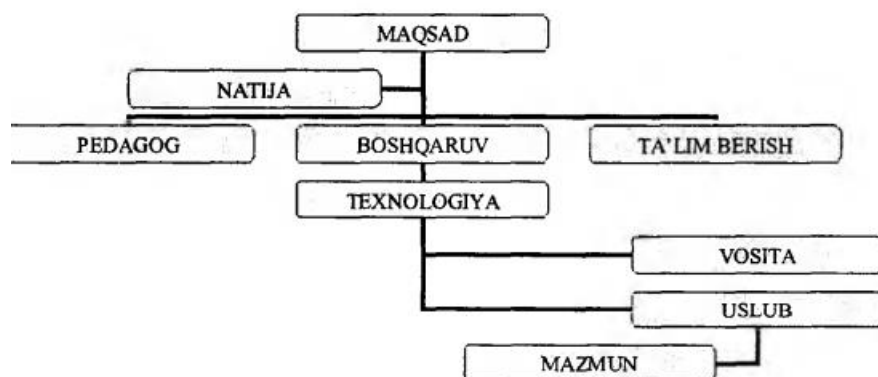 MAQSAD
NATIJA
PEDAGOG
BOSHQARUV
TA'LIM BERISH
TEXNOLOGIYA
VOSITA
USLUB
MAZMUN